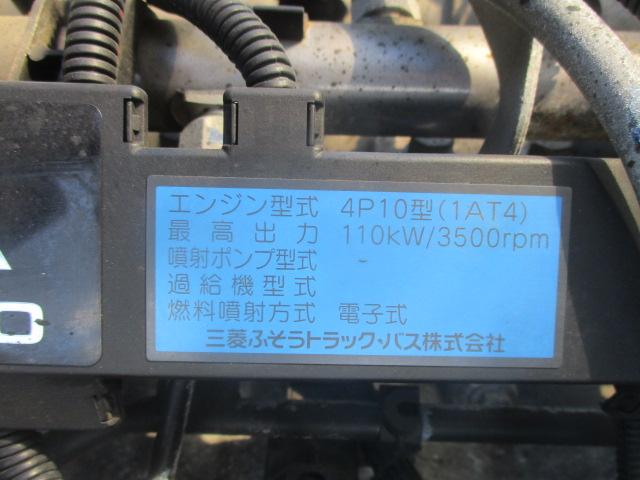 エンジン型式 4P10型(1AT4)
最高出力 110kW/3500rpm
噴射ポンプ型式 -
過給機型式
燃料噴射方式 電子式
三菱ふそうトラック・バス株式会社